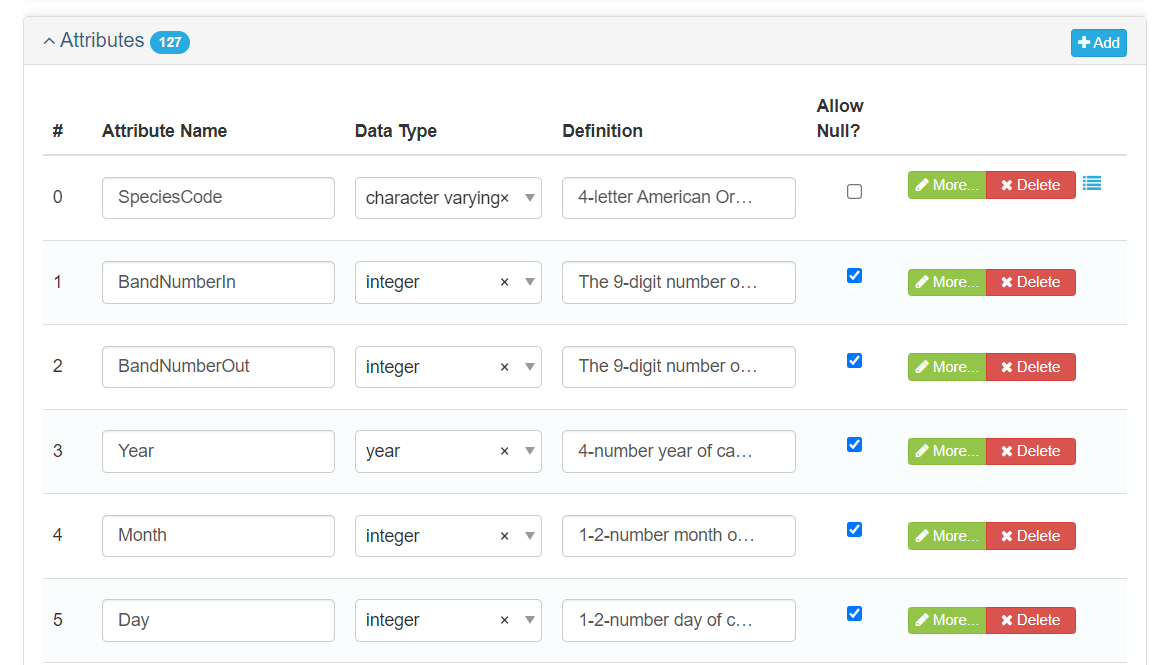 Attributes 127
Add
# Attribute Name Data Type Definition Allow Null?
0 SpeciesCode character varying× 4-letter American Or… More... Delete
1 BandNumberIn integer × The 9-digit number o… More... Delete
2 BandNumberOut integer × The 9-digit number o… More... Delete
3 Year year × 4-number year of ca… More... Delete
4 Month integer × 1-2-number month o… More... Delete
5 Day integer × 1-2-number day of c… More... Delete